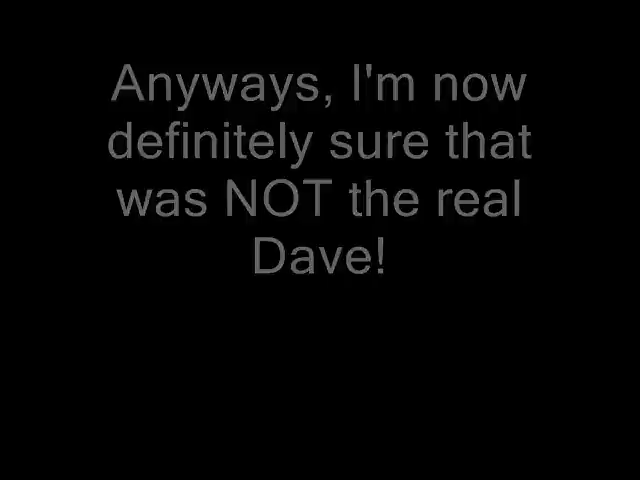 Anyways, I'm now
definitely sure that
was NOT the real
Dave!